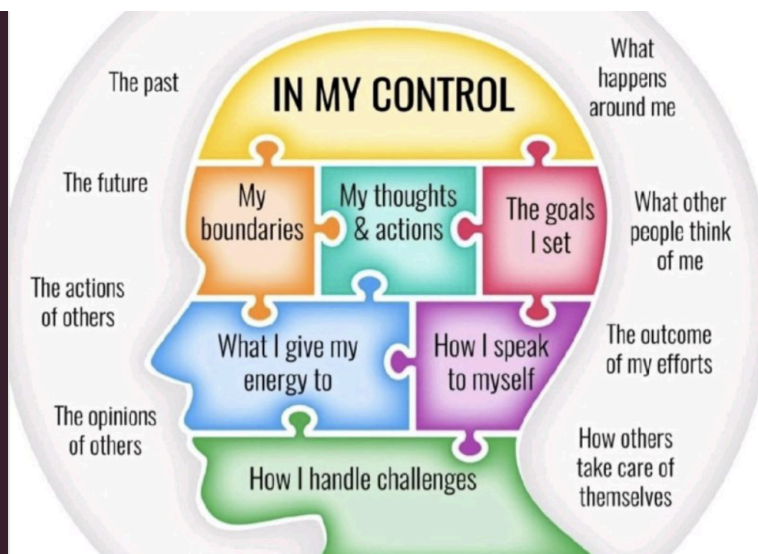 The past
The future
The actions
of others
The opinions
of others
IN MY CONTROL
My
boundaries
My thoughts
& actions
The goals
I set
What I give my
energy to
How I speak
to myself
How I handle challenges
What
happens
around me
What other
people think
of me
The outcome
of my efforts
How others
take care of
themselves